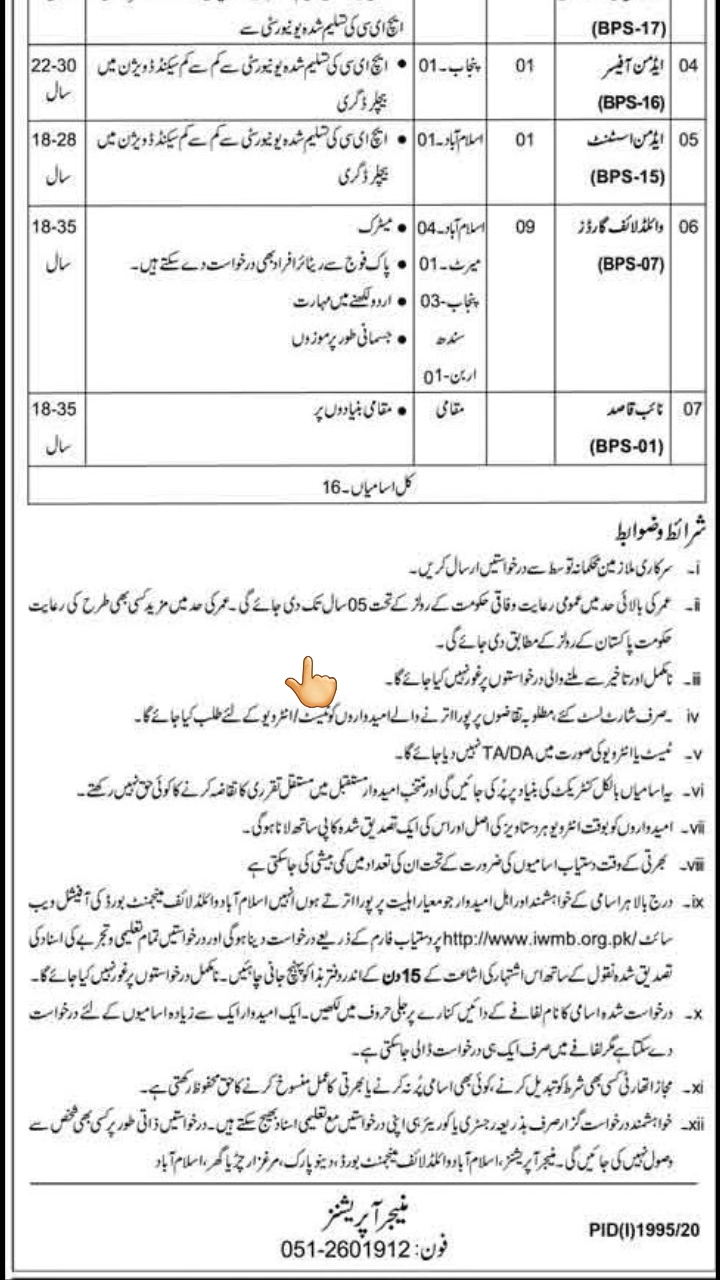 (BPS-17)
ایچ ای سی کی تسلیم شدہ یونیورسٹی سے
04 ایڈمن آفیسر 01 پنجاب۔01 • ایچ ای سی کی تسلیم شدہ یونیورسٹی سے کم سے کم سیکنڈ ڈویژن میں 22-30
(BPS-16) بیچلر ڈگری سال
05 ایڈمن اسسٹنٹ 01 اسلام آباد۔01 • ایچ ای سی کی تسلیم شدہ یونیورسٹی سے کم سے کم سیکنڈ ڈویژن میں 18-28
(BPS-15) بیچلر ڈگری سال
06 وائلڈ لائف گارڈز 09 اسلام آباد۔04 • میٹرک 18-35
(BPS-07) میرٹ۔01 • پاک فوج سے ریٹائر افراد بھی درخواست دے سکتے ہیں۔ سال
پنجاب-03 • اردو لکھنے میں مہارت
سندھ • جسمانی طور پر موزوں
اربن-01
07 نائب قاصد مقامی • مقامی بنیادوں پر 18-35
(BPS-01) سال
کل اسامیاں۔16
شرائط و ضوابط
i۔ سرکاری ملازمین محکمانہ توسط سے درخواستیں ارسال کریں۔
ii۔ عمر کی بالائی حد میں عمومی رعایت وفاقی حکومت کے رولز کے تحت 05 سال تک دی جائے گی۔ عمر کی حد میں مزید کسی بھی طرح کی رعایت
حکومت پاکستان کے رولز کے مطابق دی جائے گی۔
iii۔ نامکمل اور تاخیر سے ملنے والی درخواستوں پر غور نہیں کیا جائے گا۔
iv ۔صرف شارٹ لسٹ کئے، مطلوبہ تقاضوں پر پورا اترنے والے امیدواروں کو ٹیسٹ/انٹرویو کے لئے طلب کیا جائے گا۔
v۔ ٹیسٹ یا انٹرویو کی صورت میں TA/DA نہیں دیا جائے گا۔
vi۔ یہ اسامیاں بالکل کنٹریکٹ کی بنیاد پر پُر کی جائیں گی اور منتخب امیدوار مستقبل میں مستقل تقرری کا تقاضہ کرنے کا کوئی حق نہیں رکھتے۔
vii۔ امیدواروں کو بوقت انٹرویو ہر دستاویز کی اصل اور اس کی ایک تصدیق شدہ کاپی ساتھ لانا ہوگی۔
viii۔ بھرتی کے وقت دستیاب اسامیوں کی ضرورت کے تحت ان کی تعداد میں کمی بیشی کی جا سکتی ہے
ix۔ درج بالا ہر اسامی کے خواہشمند اور اہل امیدوار جو معیار اہلیت پر پورا اترتے ہوں انہیں اسلام آباد وائلڈ لائف مینجمنٹ بورڈ کی آفیشل ویب
سائٹ http://www.iwmb.org.pk/ پر دستیاب فارم کے ذریعے درخواست دینا ہوگی اور درخواستیں تمام تعلیمی و تجربے کی اسناد کی
تصدیق شدہ نقول کے ساتھ اس اشتہار کی اشاعت کے 15 دن کے اندر دفتر ہذا کو پہنچ جانی چاہئیں۔ نامکمل درخواستوں پر غور نہیں کیا جائے گا۔
x۔ درخواست شدہ اسامی کا نام لفافے کے دائیں کنارے پر جلی حروف میں لکھیں۔ ایک امیدوار ایک سے زیادہ اسامیوں کے لئے درخواست
دے سکتا ہے مگر لفافے میں صرف ایک ہی درخواست ڈالی جا سکتی ہے۔
xi۔ مجاز اتھارٹی کسی بھی شرط کو تبدیل کرنے، کوئی بھی اسامی پُر نہ کرنے یا بھرتی کا عمل منسوخ کرنے کا حق محفوظ رکھتی ہے۔
xii۔ خواہشمند درخواست گزار صرف بذریعہ رجسٹری یا کوریئر ہی اپنی درخواستیں مع تعلیمی اسناد بھیج سکتے ہیں۔ درخواستیں ذاتی طور پر کسی بھی شخص سے
وصول نہیں کی جائیں گی۔ منیجر آپریشنز، اسلام آباد وائلڈ لائف مینجمنٹ بورڈ، دینو پارک، مرغزار چڑیا گھر، اسلام آباد
منیجر آپریشنز
PID(I)1995/20
فون: 051-2601912